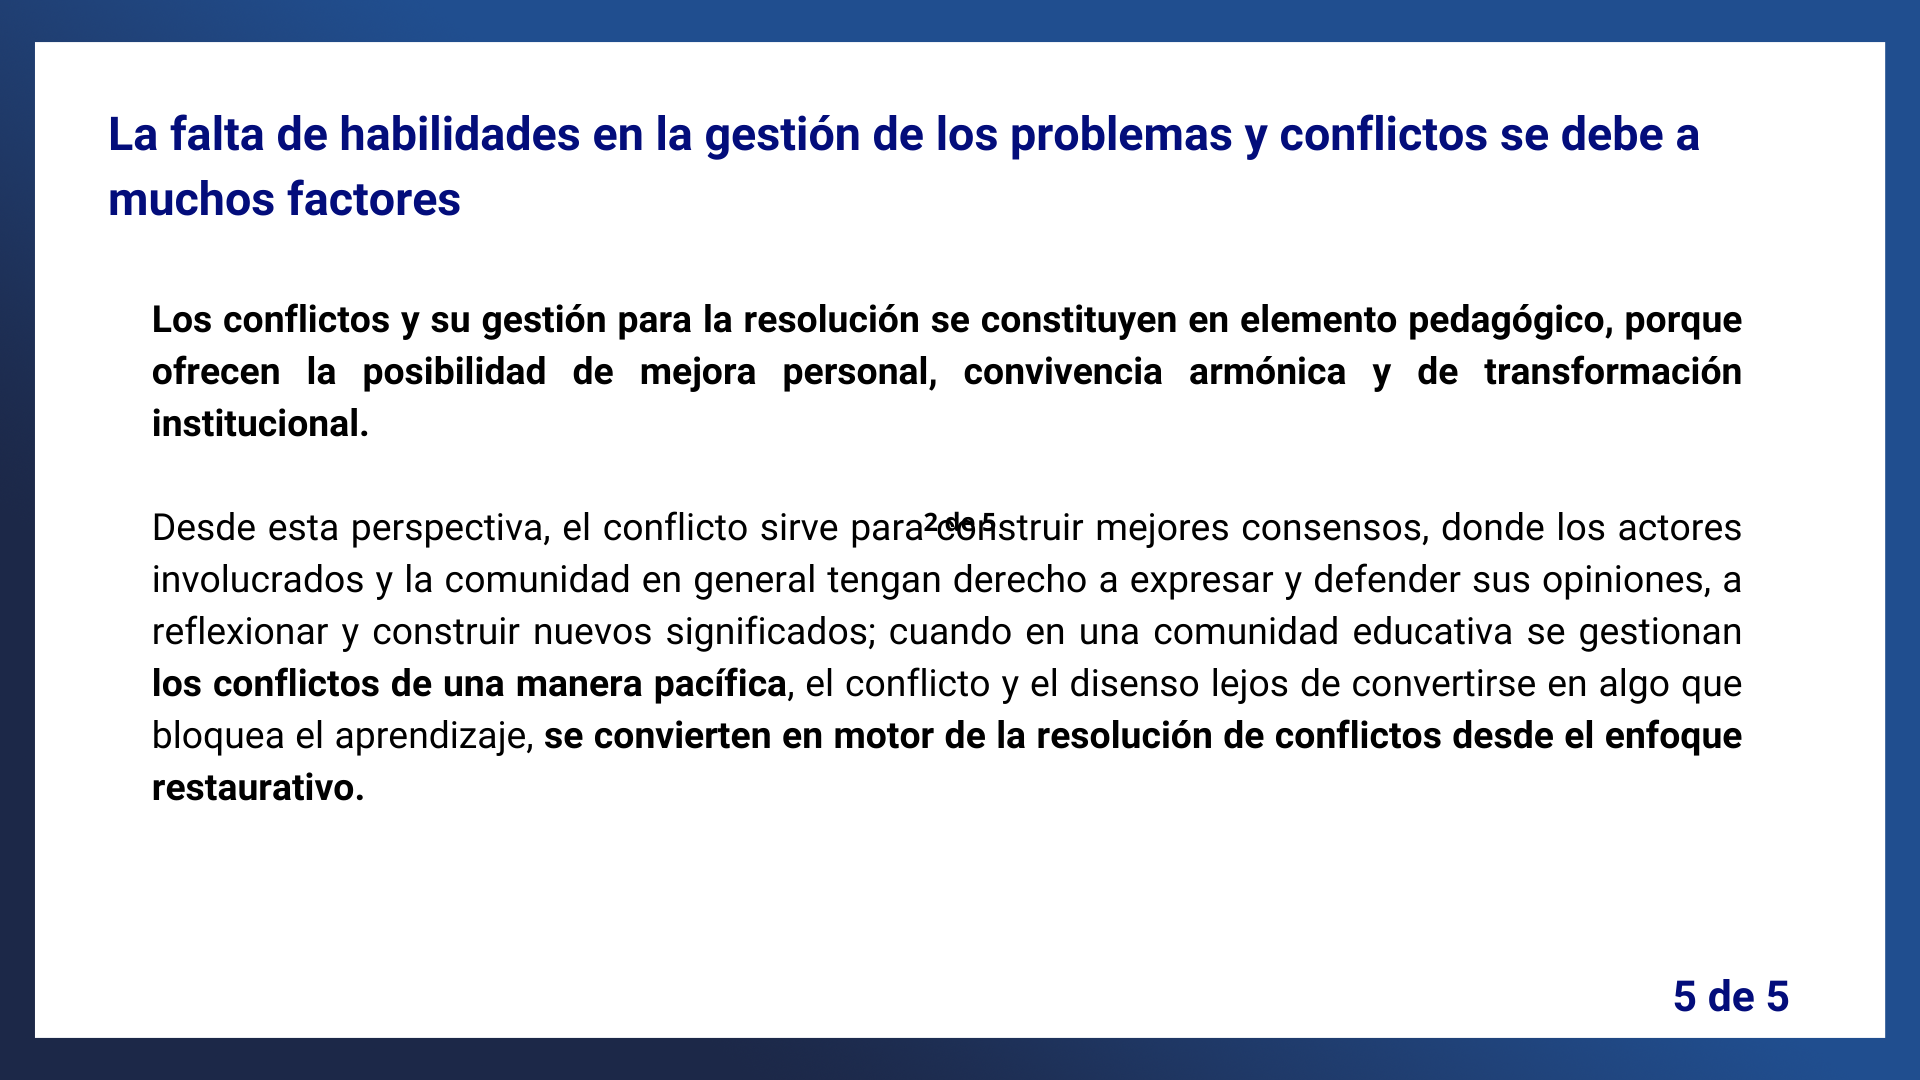 La falta de habilidades en la gestión de los problemas y conflictos se debe a
muchos factores
Los conflictos y su gestión para la resolución se constituyen en elemento pedagógico, porque
ofrecen la posibilidad de mejora personal, convivencia armónica y de transformación
institucional.
Desde esta perspectiva, el conflicto sirve para construir mejores consensos, donde los actores
2 de 5
involucrados y la comunidad en general tengan derecho a expresar y defender sus opiniones, a
reflexionar y construir nuevos significados; cuando en una comunidad educativa se gestionan
los conflictos de una manera pacífica, el conflicto y el disenso lejos de convertirse en algo que
bloquea el aprendizaje, se convierten en motor de la resolución de conflictos desde el enfoque
restaurativo.
5 de 5